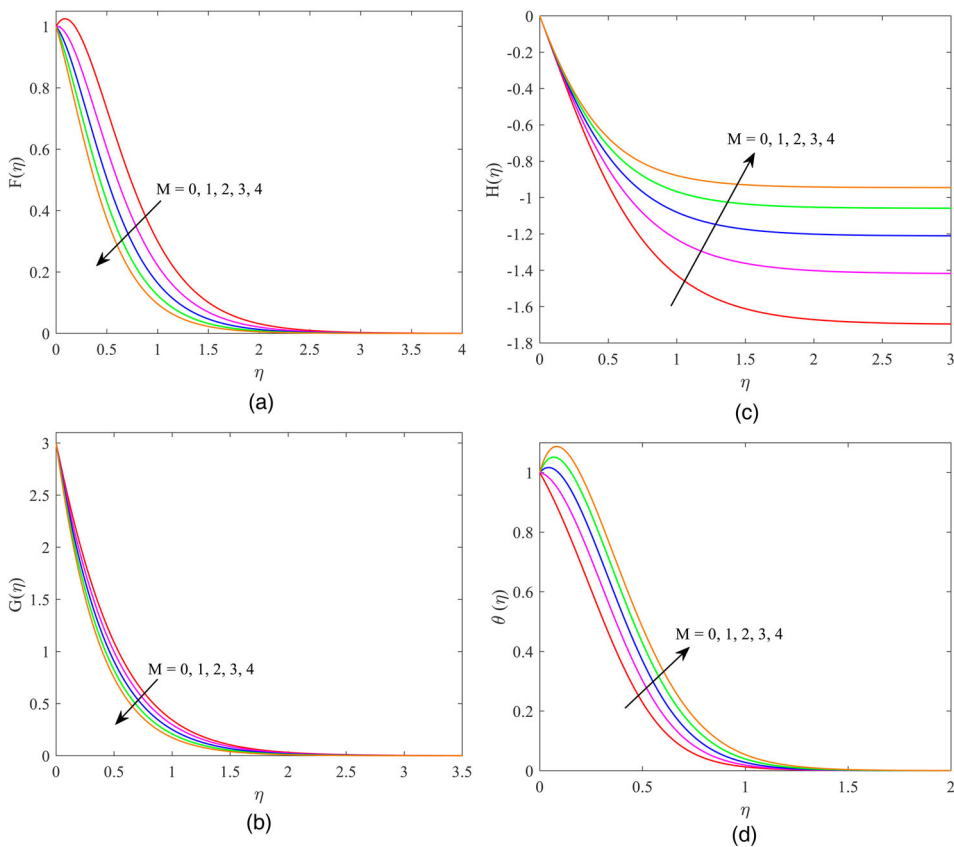 1
0.8
0.6
0.4
0.2
0
F(η)
M = 0, 1, 2, 3, 4
0 0.5 1 1.5 2 2.5 3 3.5 4
η
(a)
0
-0.2
-0.4
-0.6
-0.8
-1
-1.2
-1.4
-1.6
-1.8
H(η)
M = 0, 1, 2, 3, 4
0 0.5 1 1.5 2 2.5 3
η
(c)
3
2.5
2
1.5
1
0.5
0
G(η)
M = 0, 1, 2, 3, 4
0 0.5 1 1.5 2 2.5 3 3.5
η
(b)
1
0.8
0.6
0.4
0.2
0
θ (η)
M = 0, 1, 2, 3, 4
0 0.5 1 1.5 2
η
(d)